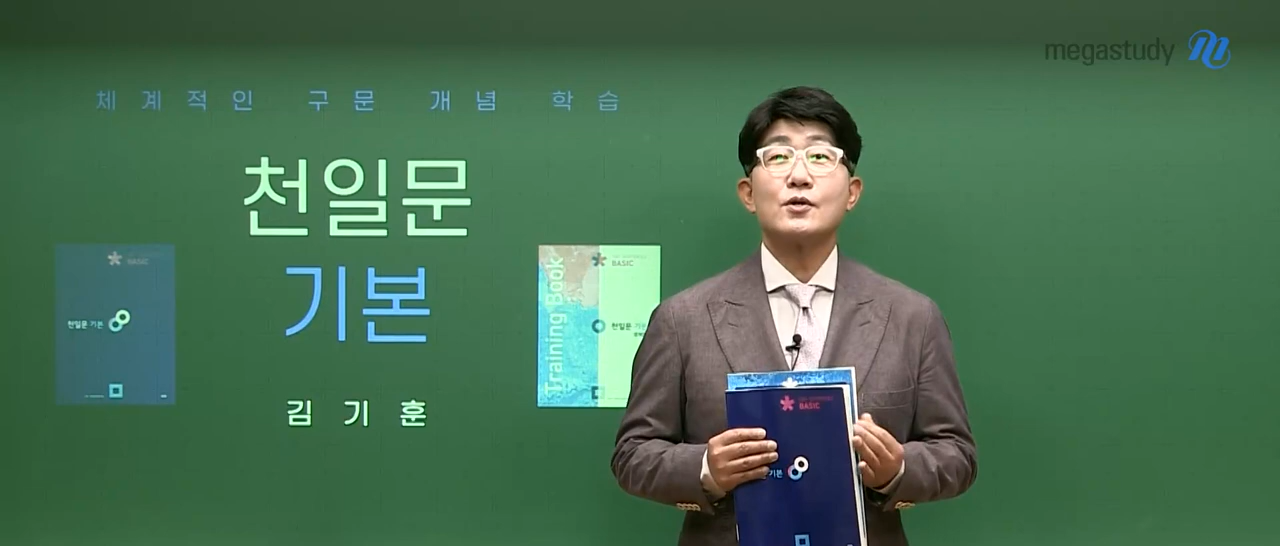 megastudy
체계적인 구문 개념 학습
천일문
기본
김기훈
BASIC
천일문 기본
Training Book
BASIC
천일문 기본
BASIC
기본